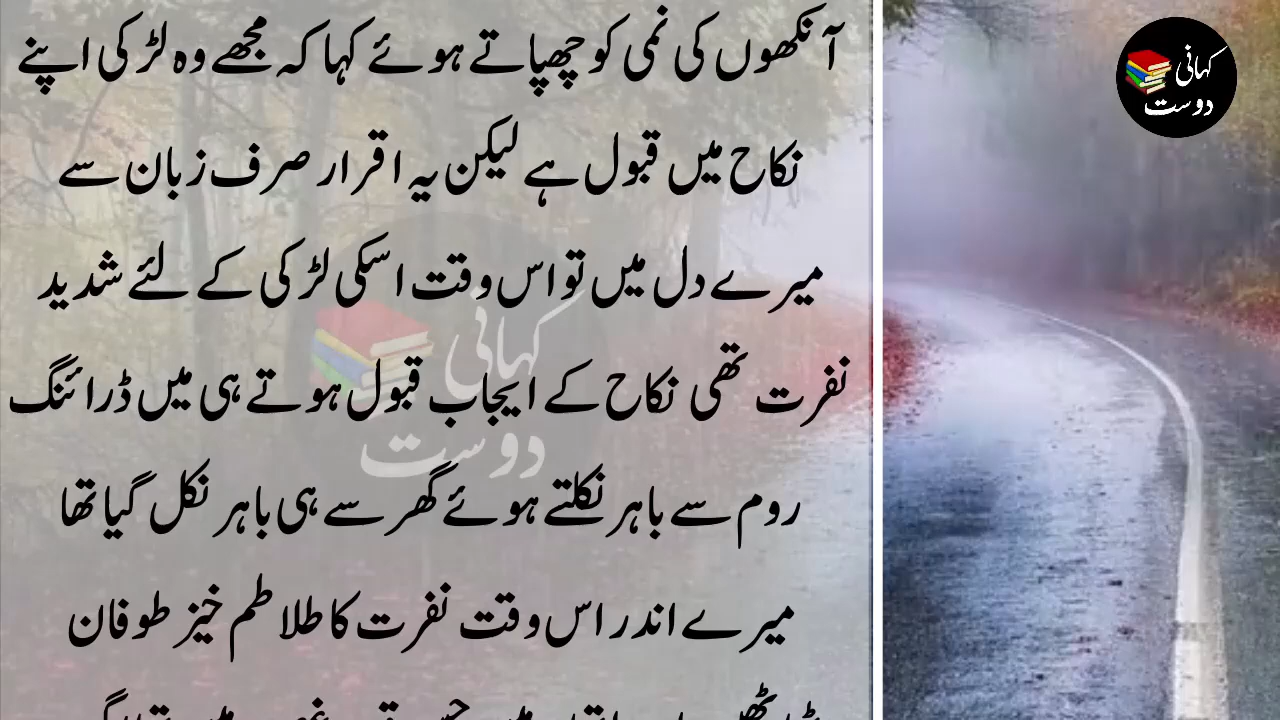 آنکھوں کی نمی کو چھپاتے ہوئے کہا کہ مجھے وہ لڑکی اپنے
نکاح میں قبول ہے لیکن یہ اقرار صرف زبان سے
میرے دل میں تو اس وقت اسکی لڑکی کے لئے شدید
نفرت تھی نکاح کے ایجاب قبول ہوتے ہی میں ڈرائنگ
روم سے باہر نکلتے ہوئے گھر سے ہی باہر نکل گیا تھا
میرے اندر اس وقت نفرت کا طلاطم خیز طوفان
کہانی
دوست
کہانی
دوست